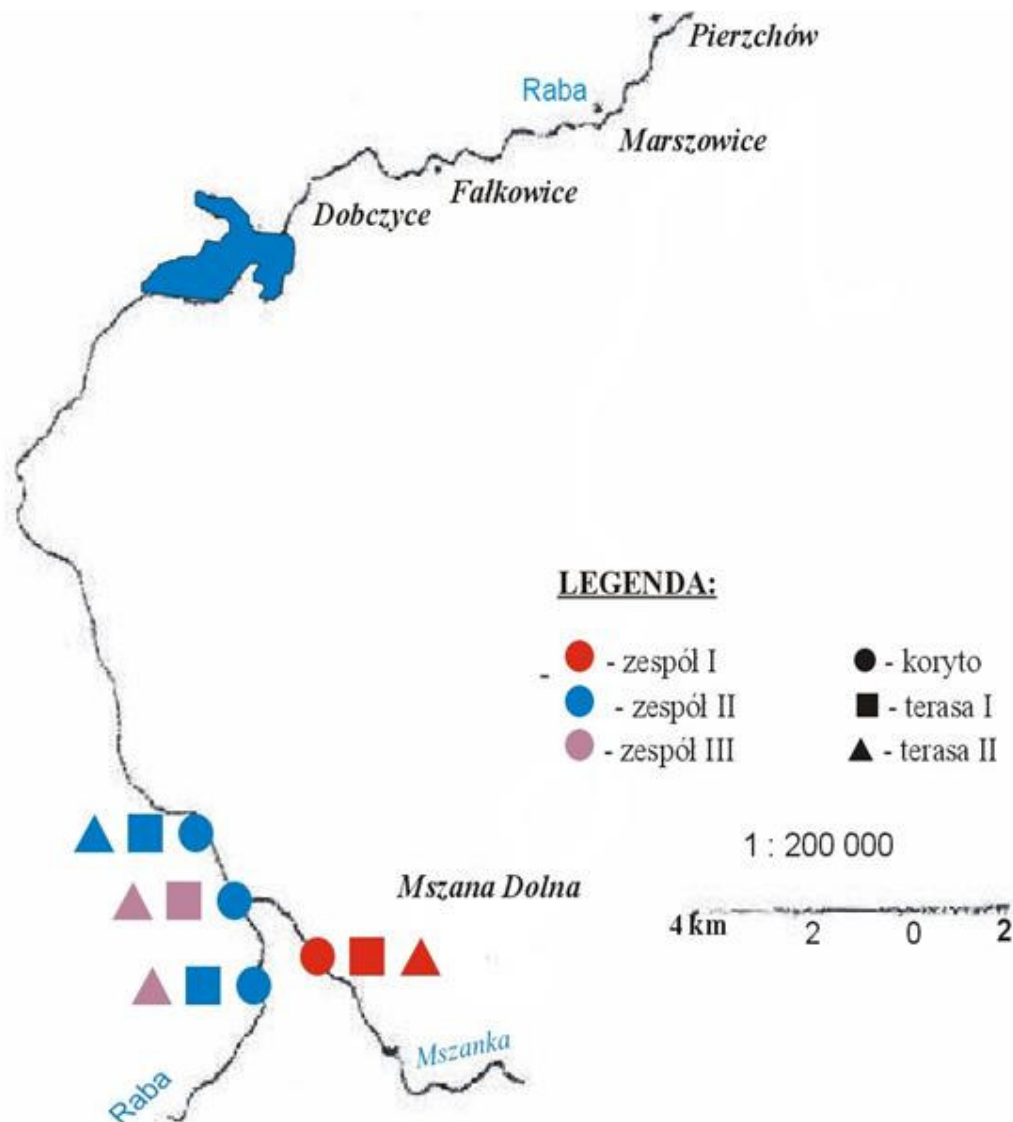 Pierzchów
Raba
Marszowice
Fałkowice
Dobczyce
LEGENDA:
- - zespół I
- zespół II
- zespół III
- koryto
- terasa I
- terasa II
1 : 200 000
4 km 2 0 2
Mszana Dolna
Mszanka
Raba